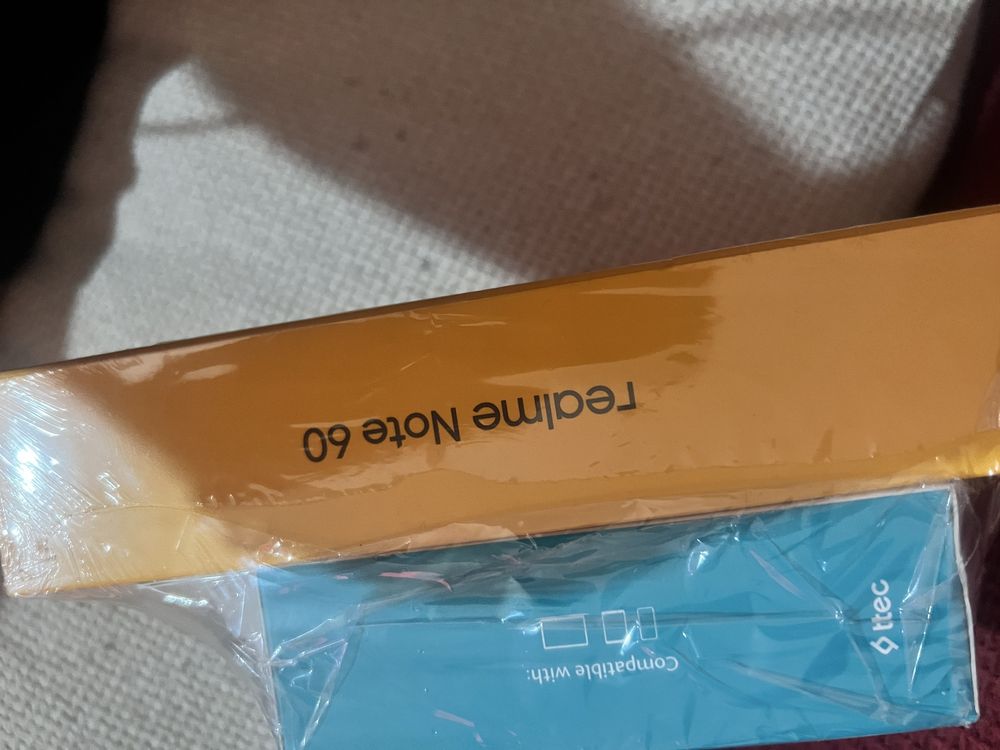 realme Note 60
ttec
Compatible with: